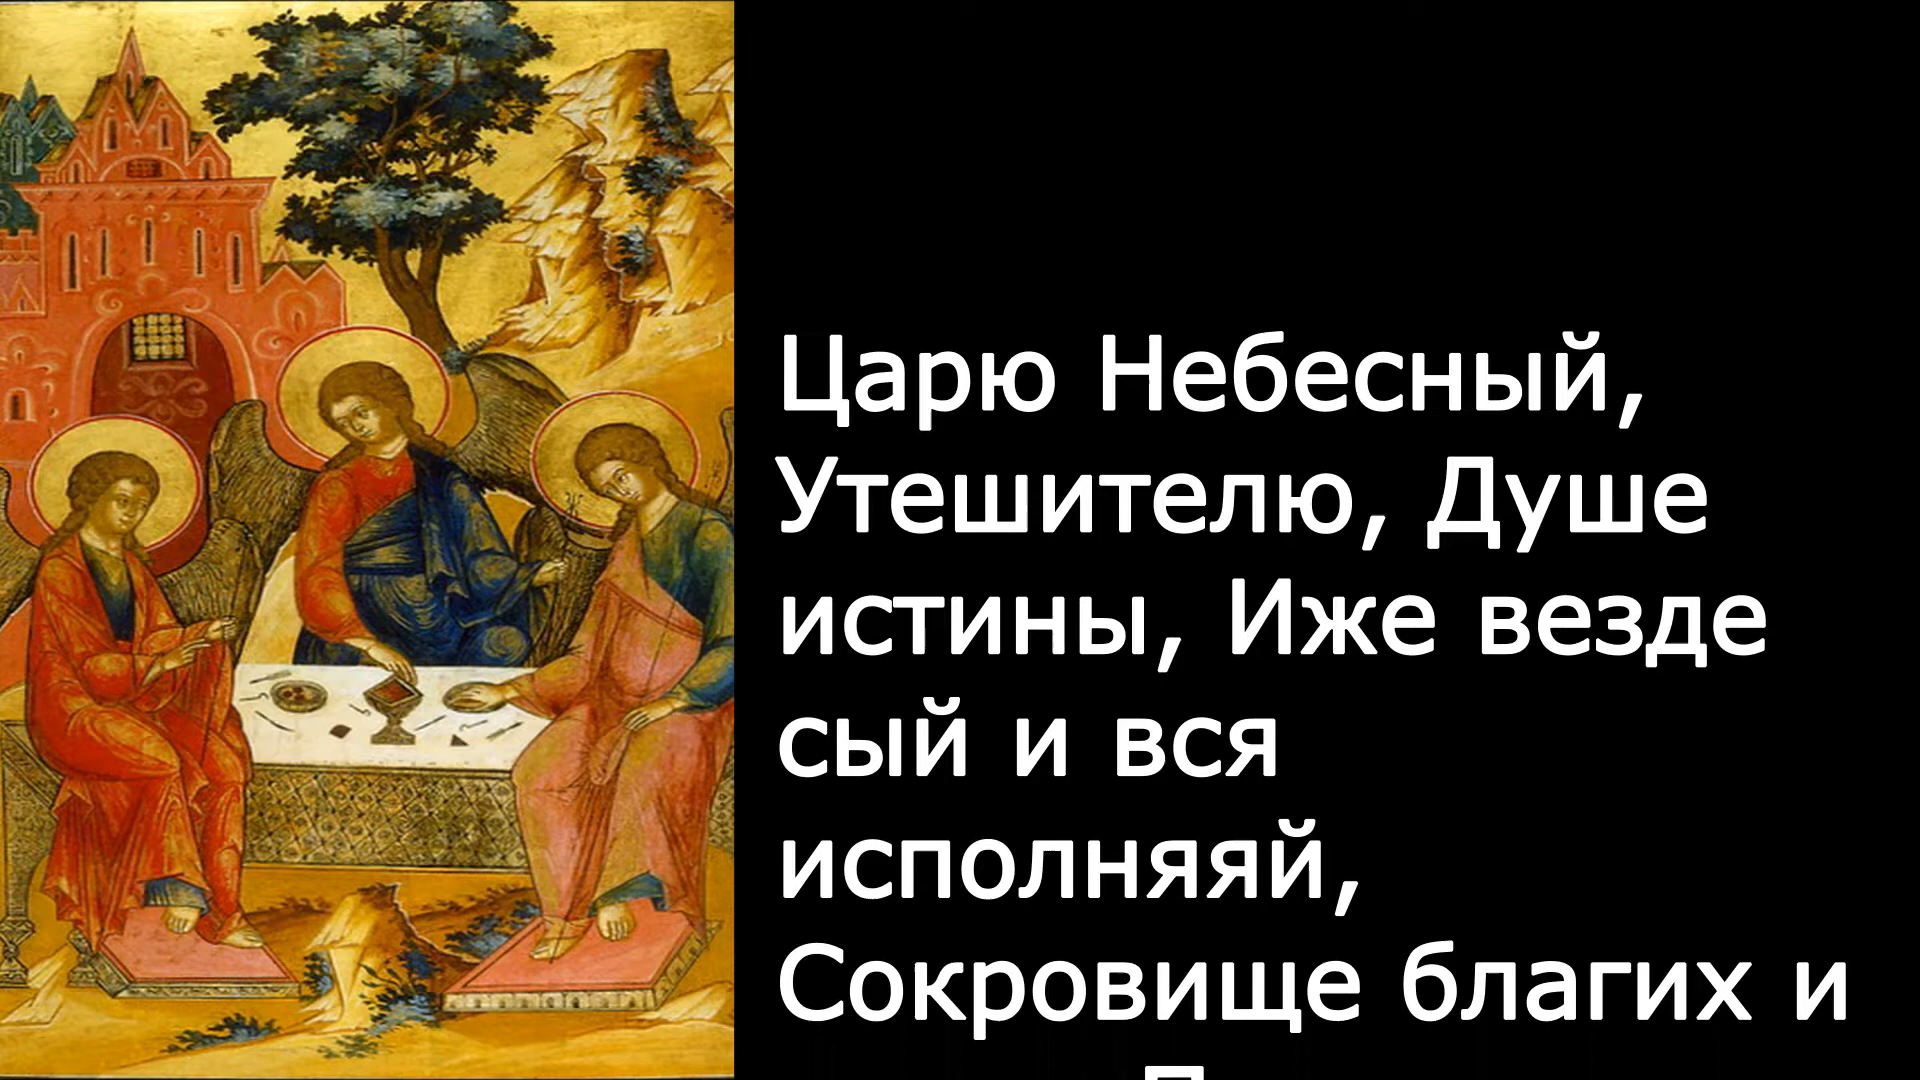 Царю Небесный,
Утешителю, Душе
истины, Иже везде
сый и вся
исполняяй,
Сокровище благих и